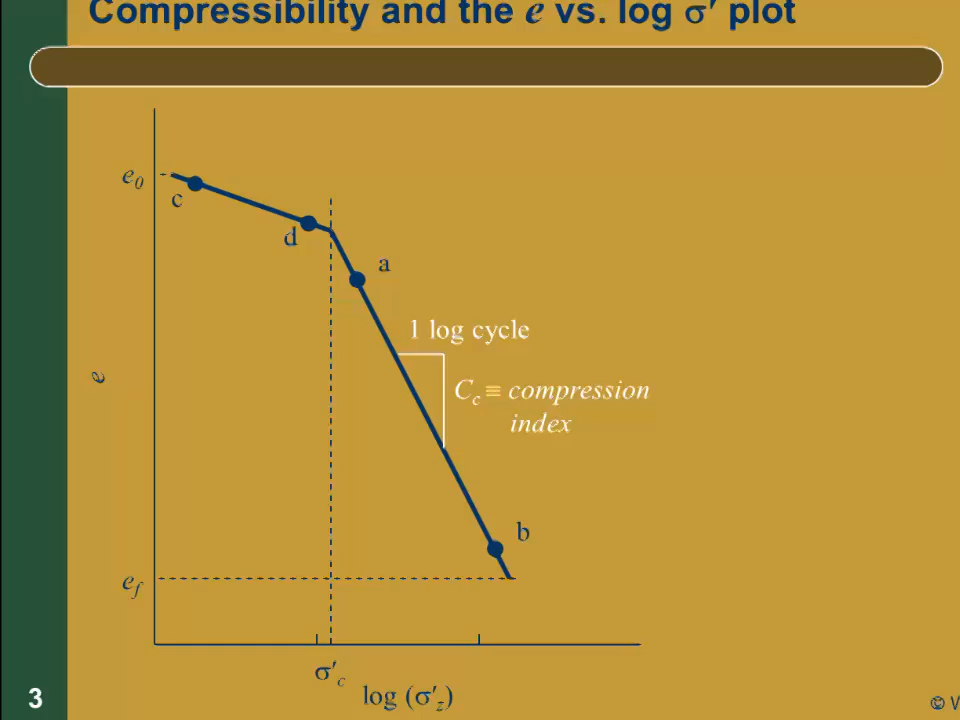 Compressibility and the e vs. log σ′ plot
e0
c
d
a
1 log cycle
Cc ≡ compression
index
e
b
ef
σ′c
log (σ′z)
3
©